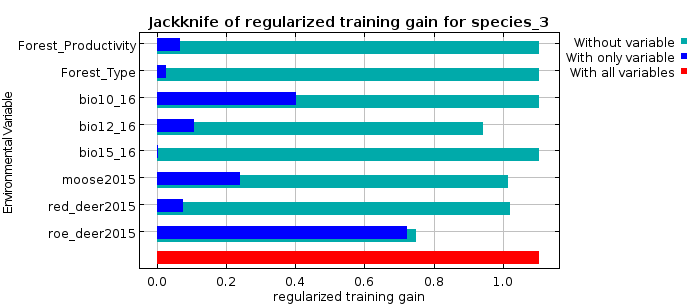 Jackknife of regularized training gain for species_3
Without variable
With only variable
With all variables
Environmental Variable
Forest_Productivity
Forest_Type
bio10_16
bio12_16
bio15_16
moose2015
red_deer2015
roe_deer2015
0.0 0.2 0.4 0.6 0.8 1.0
regularized training gain